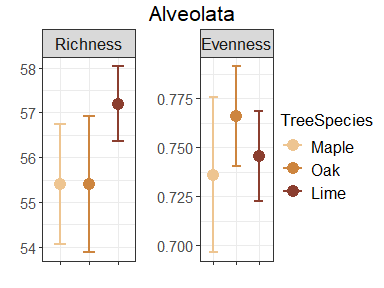 Alveolata
Richness
Evenness
58
57
56
55
54
0.775
0.750
0.725
0.700
TreeSpecies
Maple
Oak
Lime